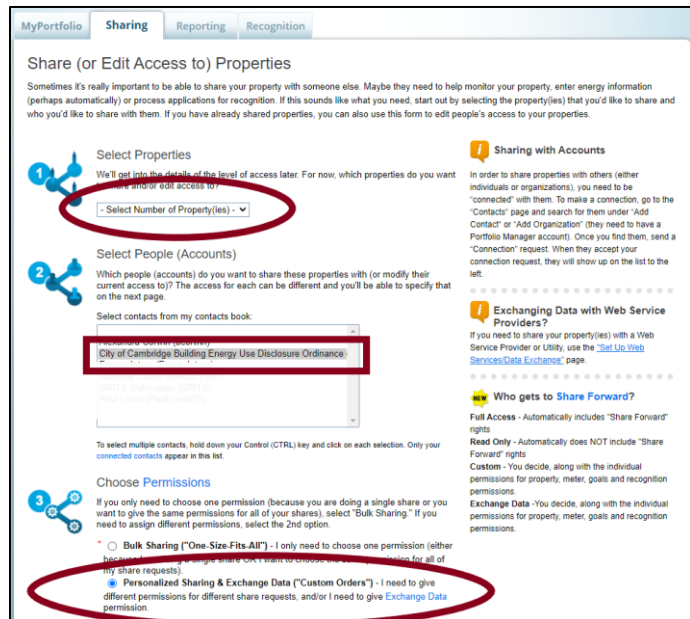 MyPortfolio Sharing Reporting Recognition
Share (or Edit Access to) Properties
Sometimes it's really important to be able to share your property with someone else. Maybe they need to help monitor your property, enter energy information
(perhaps automatically) or process applications for recognition. If this sounds like what you need, start out by selecting the property(ies) that you'd like to share and
who you'd like to share with them. If you have already shared properties, you can also use this form to edit people's access to your properties.
1
Select Properties
We'll get into the details of the level of access later. For now, which properties do you want
to share and/or edit access to?
- Select Number of Property(ies) -
2
Select People (Accounts)
Which people (accounts) do you want to share these properties with (or modify their
current access to)? The access for each can be different and you'll be able to specify that
on the next page.
Select contacts from my contacts book:
City of Cambridge Building Energy Use Disclosure Ordinance
To select multiple contacts, hold down your Control (CTRL) key and click on each selection. Only your
connected contacts appear in this list.
3
Choose Permissions
If you only need to choose one permission (because you are doing a single share or you
want to give the same permissions for all of your shares), select "Bulk Sharing." If you
need to assign different permissions, select the 2nd option.
* Bulk Sharing ("One-Size-Fits-All") - I only need to choose one permission (either
my share requests).
Personalized Sharing & Exchange Data ("Custom Orders") - I need to give
different permissions for different share requests, and/or I need to give Exchange Data
permission.
i Sharing with Accounts
In order to share properties with others (either
individuals or organizations), you need to be
"connected" with them. To make a connection, go to the
"Contacts" page and search for them under "Add
Contact" or "Add Organization" (they need to have a
Portfolio Manager account). Once you find them, send a
"Connection" request. When they accept your
connection request, they will show up on the list to the
left.
i Exchanging Data with Web Service
Providers?
If you need to share your property(ies) with a Web
Service Provider or Utility, use the "Set Up Web
Services/Data Exchange" page.
NEW Who gets to Share Forward?
Full Access - Automatically includes "Share Forward"
rights
Read Only - Automatically does NOT include "Share
Forward" rights
Custom - You decide, along with the individual
permissions for property, meter, goals and recognition
permissions.
Exchange Data -You decide, along with the individual
permissions for property, meter, goals and recognition
permissions.